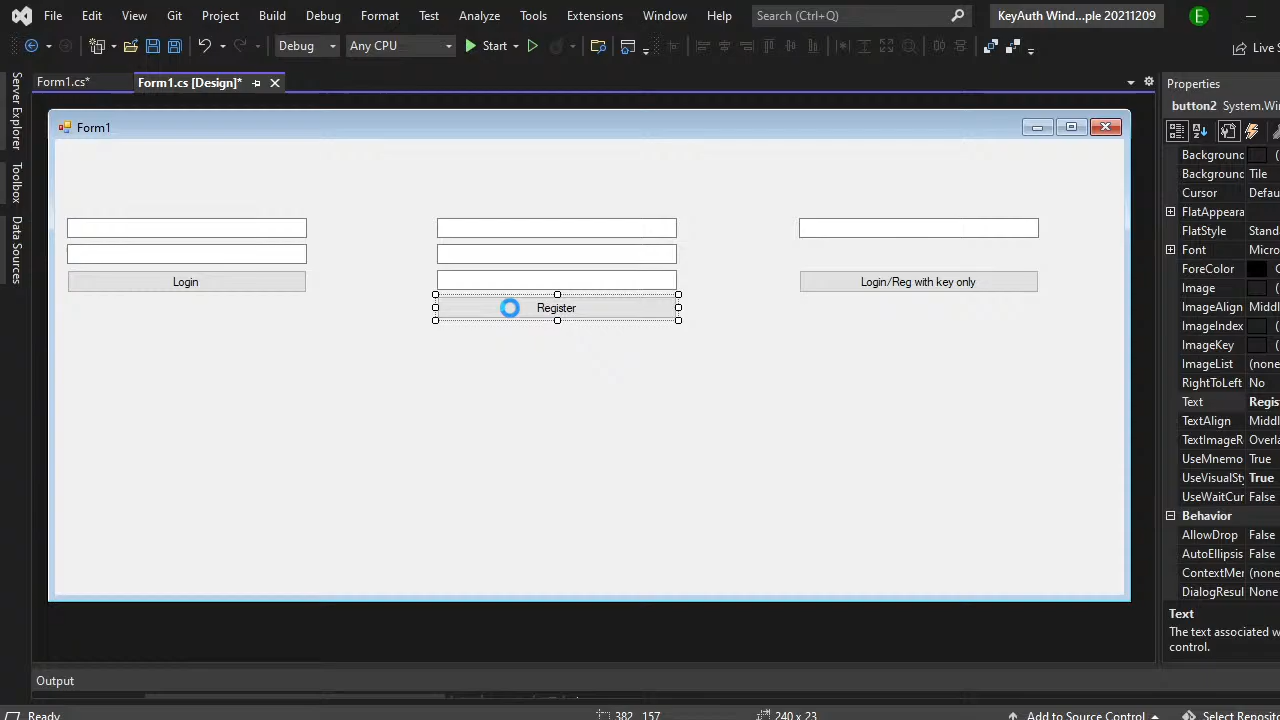 File Edit View Git Project Build Debug Format Test Analyze Tools Extensions Window Help Search (Ctrl+Q) KeyAuth Wind...ple 20211209 E
Debug Any CPU Start Live S
Form1.cs* Form1.cs [Design]*
Server Explorer
Toolbox
Data Sources
Form1
Login
Register
Login/Reg with key only
Properties
button2 System.Wi
Background (
Background Tile
Cursor Defau
FlatAppeara
FlatStyle Stand
Font Micro
ForeColor C
Image (
ImageAlign Middl
ImageIndex (
ImageKey (
ImageList (none
RightToLeft No
Text Regis
TextAlign Middl
TextImageR Overla
UseMnemo True
UseVisualSty True
UseWaitCur False
Behavior
AllowDrop False
AutoEllipsis False
ContextMen (none
DialogResul None
Text
The text associated w
control.
Output
Ready 382, 157 240 x 23 Add to Source Control Select Reposito